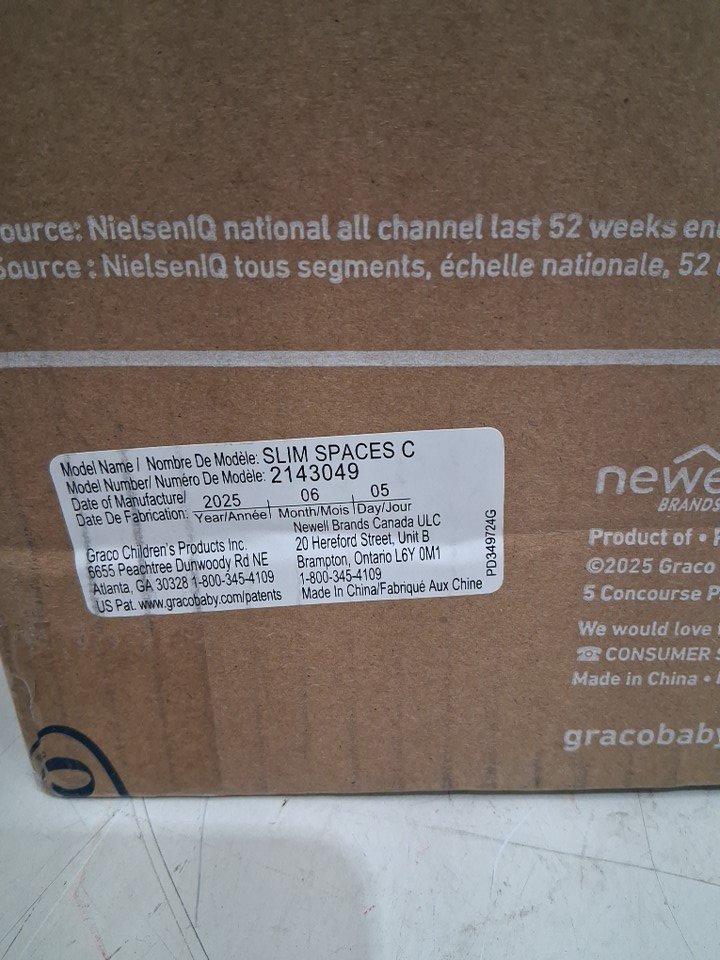 ource: NielsenIQ national all channel last 52 weeks
Source : NielsenIQ tous segments, échelle nationale, 52
Model Name / Nombre De Modèle: SLIM SPACES C
Model Number/ Numéro De Modèle: 2143049
Date of Manufacture/
Date De Fabrication: 2025 06 05
Year/Année Month/Mois Day/Jour
Graco Children's Products Inc.
6655 Peachtree Dunwoody Rd NE
Atlanta, GA 30328 1-800-345-4109
US Pat. www.gracobaby.com/patents
Newell Brands Canada ULC
20 Hereford Street, Unit B
Brampton, Ontario L6Y 0M1
1-800-345-4109
Made In China/Fabriqué Aux Chine
PD349724G
newe
BRANDS
Product of •
©2025 Graco
5 Concourse P
We would love
☎ CONSUMER S
Made in China •
gracobaby